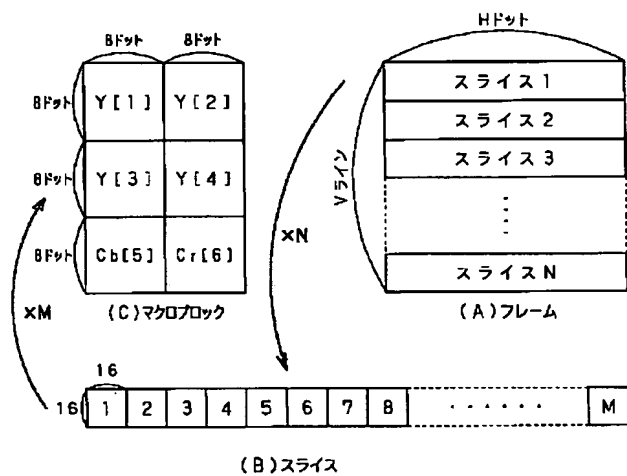 8ドット 8ドット
8ドット Y[1] Y[2]
8ドット Y[3] Y[4]
8ドット Cb[5] Cr[6]
(C)マクロブロック
×M
Hドット
Vライン
スライス1
スライス2
スライス3
・・・・
スライスN
(A)フレーム
×N
16
16 1 2 3 4 5 6 7 8 ・・・・・・ M
(B)スライス